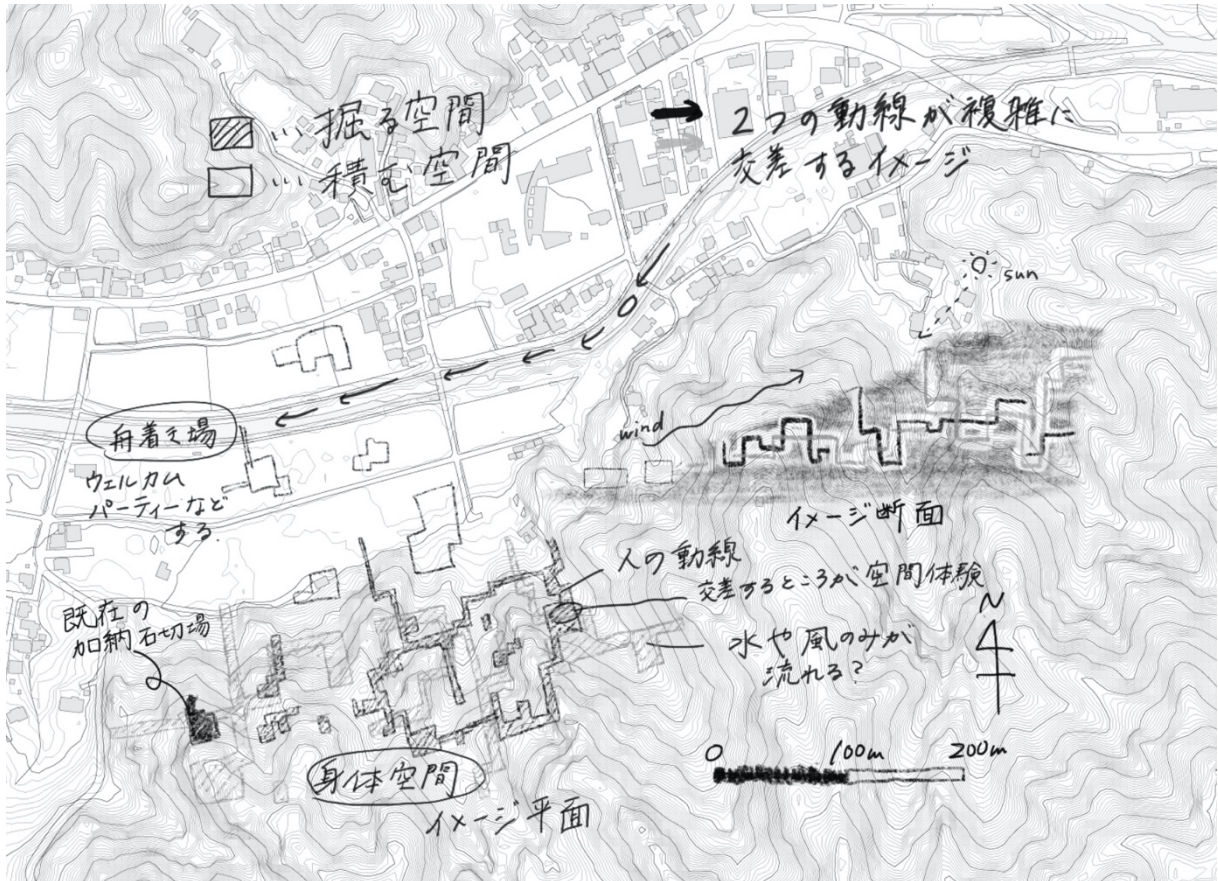 ・・・掘る空間
・・・積む空間
2つの動線が複雑に
交差するイメージ
sun
wind
イメージ断面
舟着き場
ウェルカム
パーティーなど
する.
人の動線
交差するところが空間体験
水や風のみが
流れる?
既在の
加納石切場
身体空間
イメージ平面
N
0 100m 200m